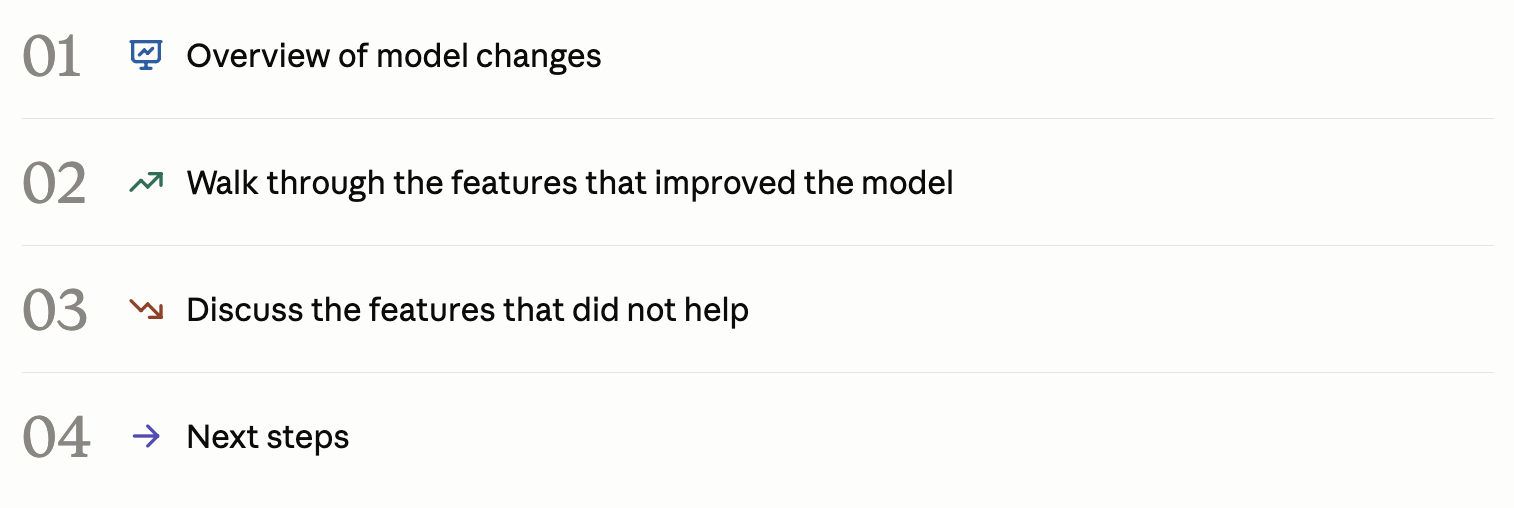 01 Overview of model changes
02 Walk through the features that improved the model
03 Discuss the features that did not help
04 Next steps